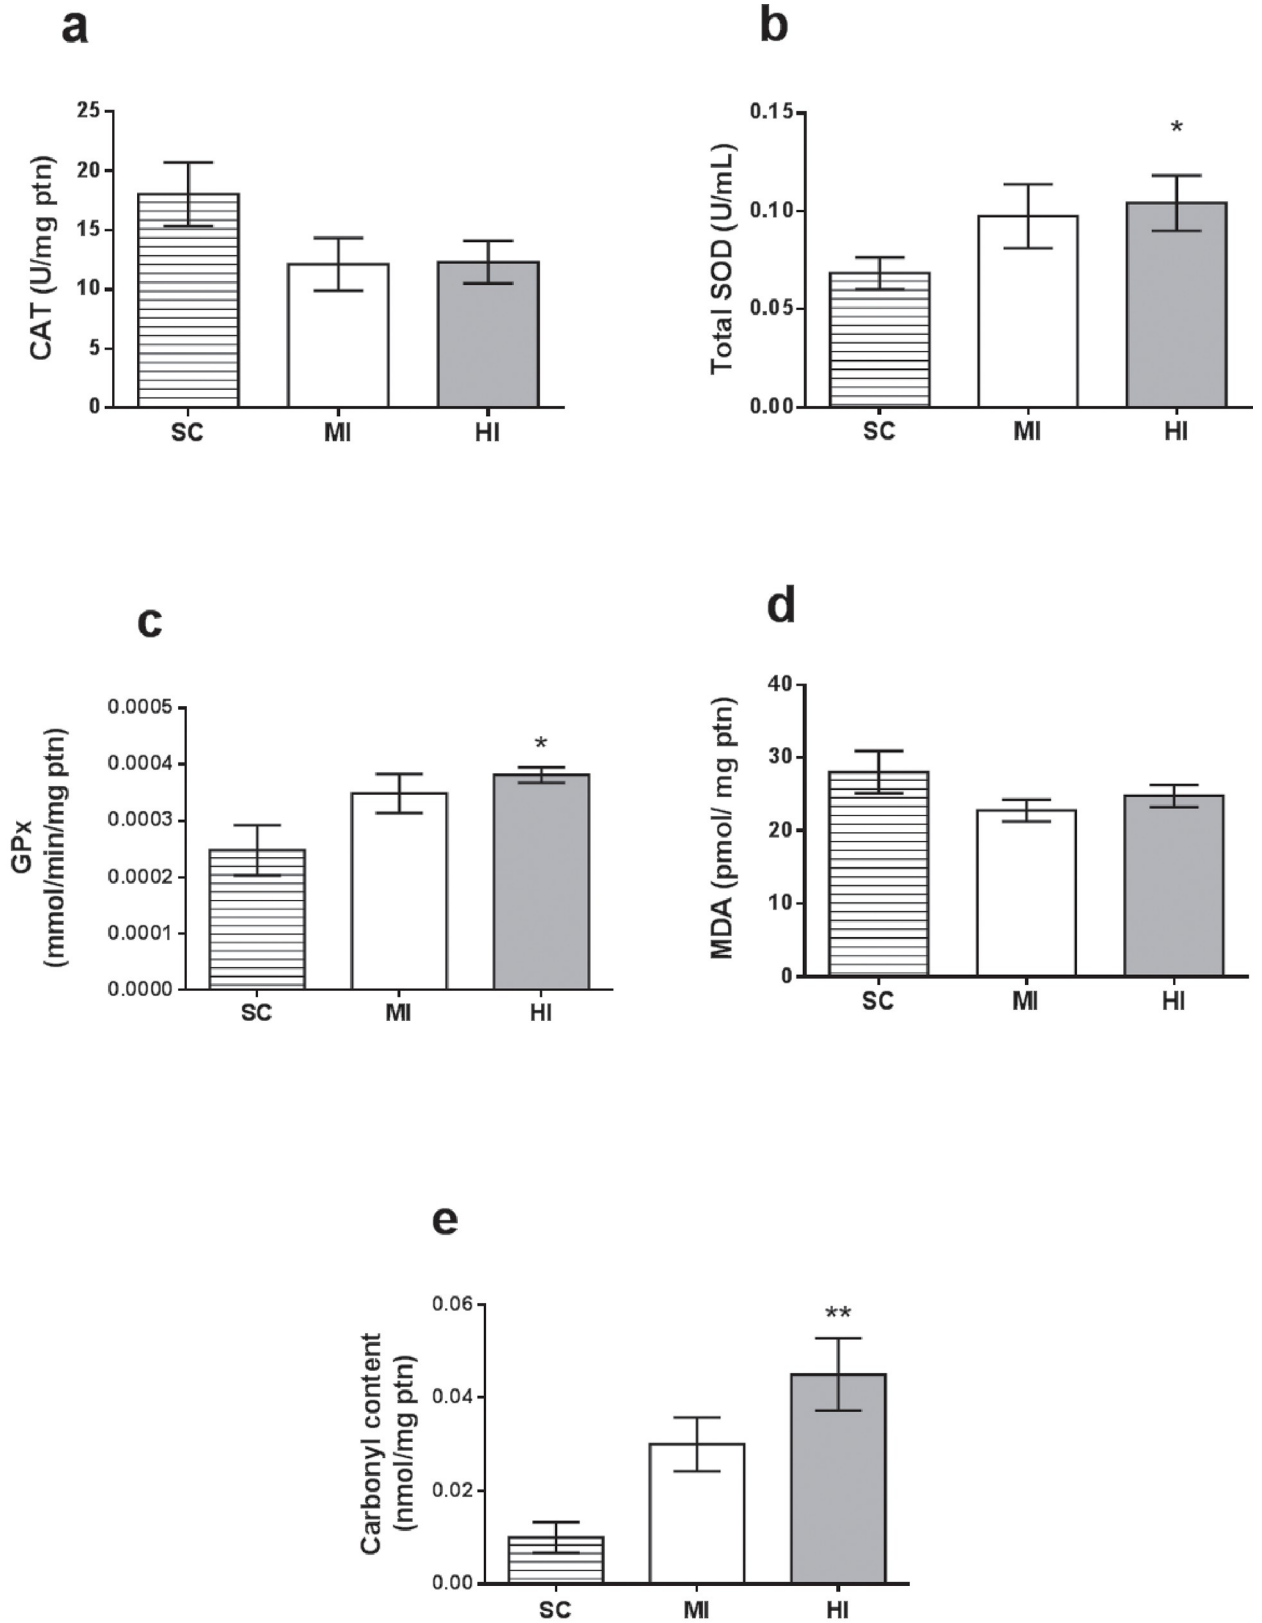 a
CAT (U/mg ptn)
25
20
15
10
5
0
SC MI HI
b
Total SOD (U/mL)
0.15
0.10
0.05
0.00
*
SC MI HI
c
GPx
(mmol/min/mg ptn)
0.0005
0.0004
0.0003
0.0002
0.0001
0.0000
*
SC MI HI
d
MDA (pmol/ mg ptn)
40
30
20
10
0
SC MI HI
e
Carbonyl content
(nmol/mg ptn)
0.06
0.04
0.02
0.00
**
SC MI HI